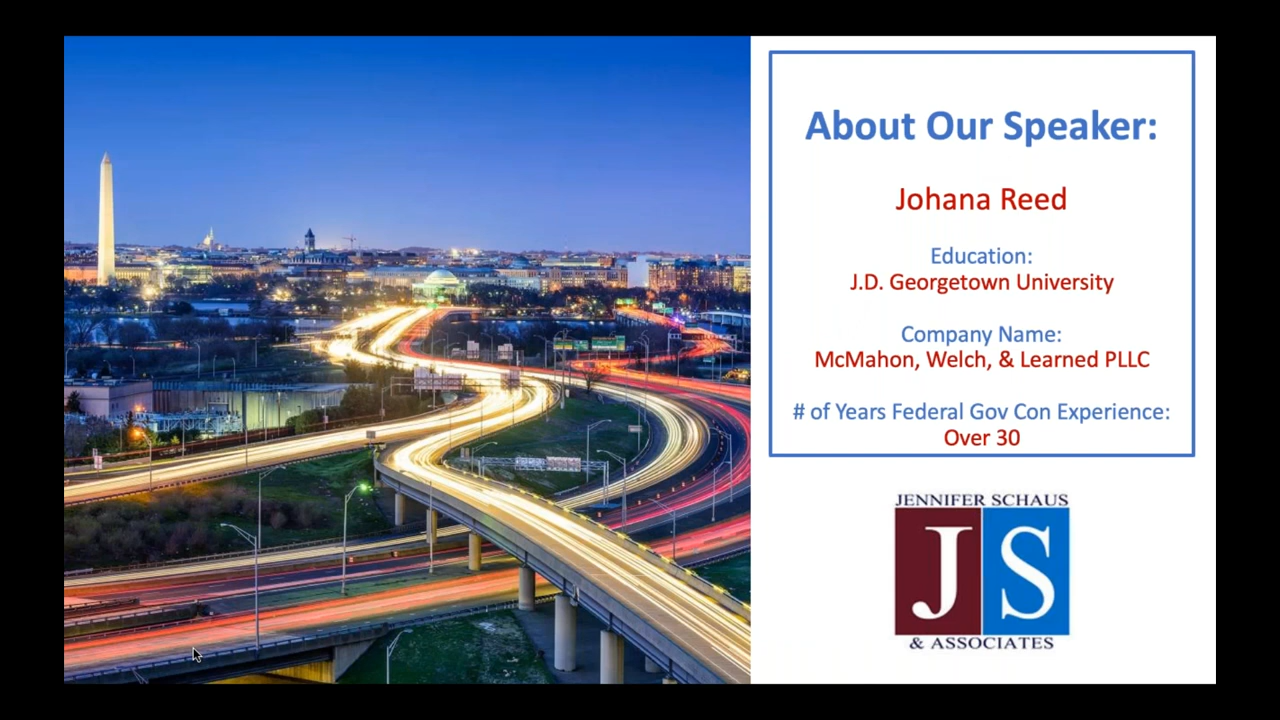 About Our Speaker:
Johana Reed
Education:
J.D. Georgetown University
Company Name:
McMahon, Welch, & Learned PLLC
# of Years Federal Gov Con Experience:
Over 30
JENNIFER SCHAUS
JS
& ASSOCIATES